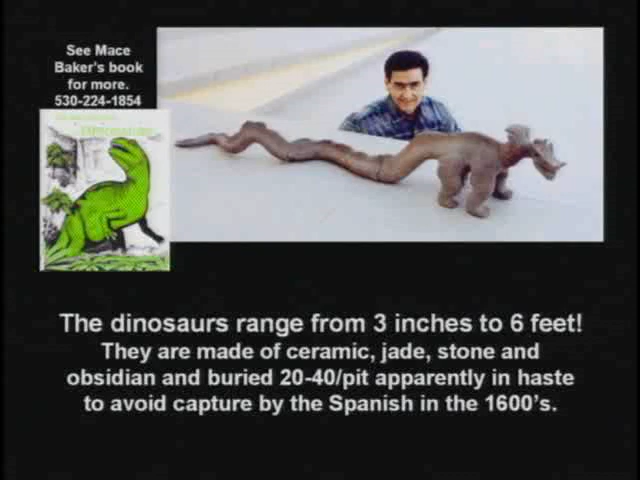 See Mace
Baker's book
for more.
530-224-1854
The dinosaurs range from 3 inches to 6 feet!
They are made of ceramic, jade, stone and
obsidian and buried 20-40/pit apparently in haste
to avoid capture by the Spanish in the 1600's.